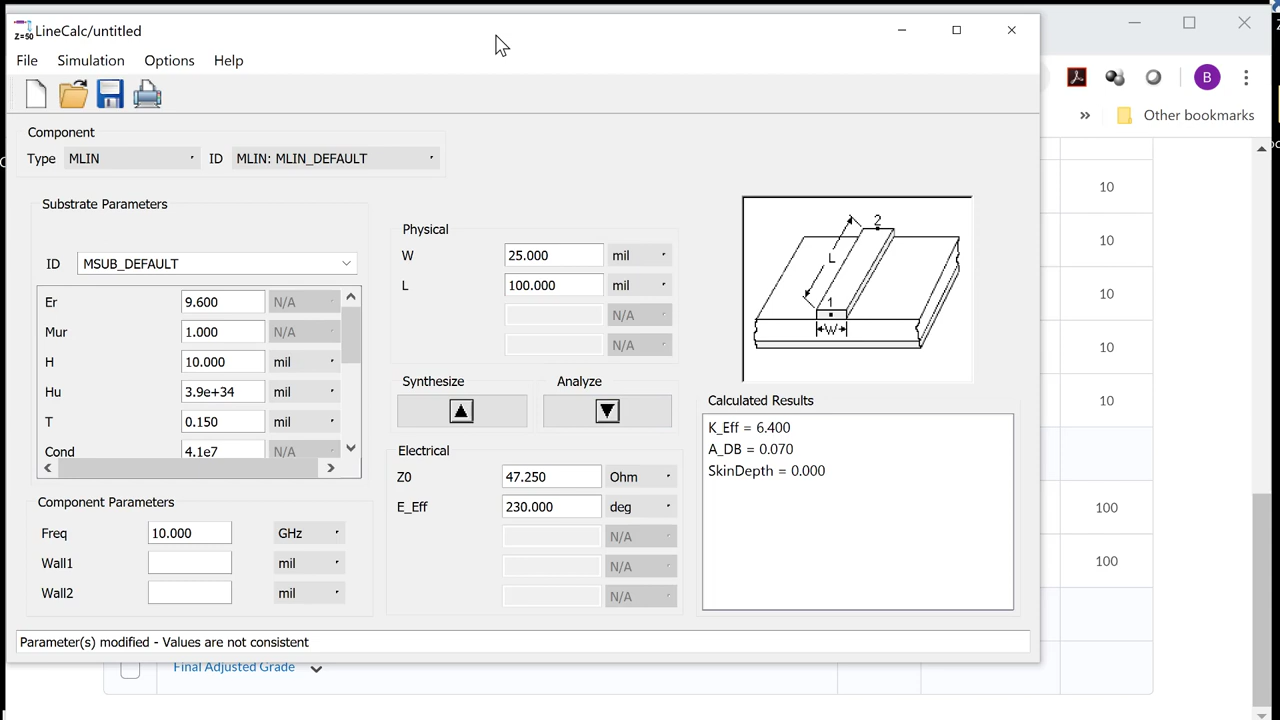 Z=50 LineCalc/untitled
File Simulation Options Help
B
» Other bookmarks
Component
Type MLIN ID MLIN: MLIN_DEFAULT
Substrate Parameters
ID MSUB_DEFAULT
Er 9.600 N/A
Mur 1.000 N/A
H 10.000 mil
Hu 3.9e+34 mil
T 0.150 mil
Cond 4.1e7 N/A
Component Parameters
Freq 10.000 GHz
Wall1 mil
Wall2 mil
Physical
W 25.000 mil
L 100.000 mil
N/A
N/A
Synthesize Analyze
Electrical
Z0 47.250 Ohm
E_Eff 230.000 deg
N/A
N/A
N/A
2
L
1
W
Calculated Results
K_Eff = 6.400
A_DB = 0.070
SkinDepth = 0.000
Parameter(s) modified - Values are not consistent
10
10
10
10
10
100
100
Final Adjusted Grade